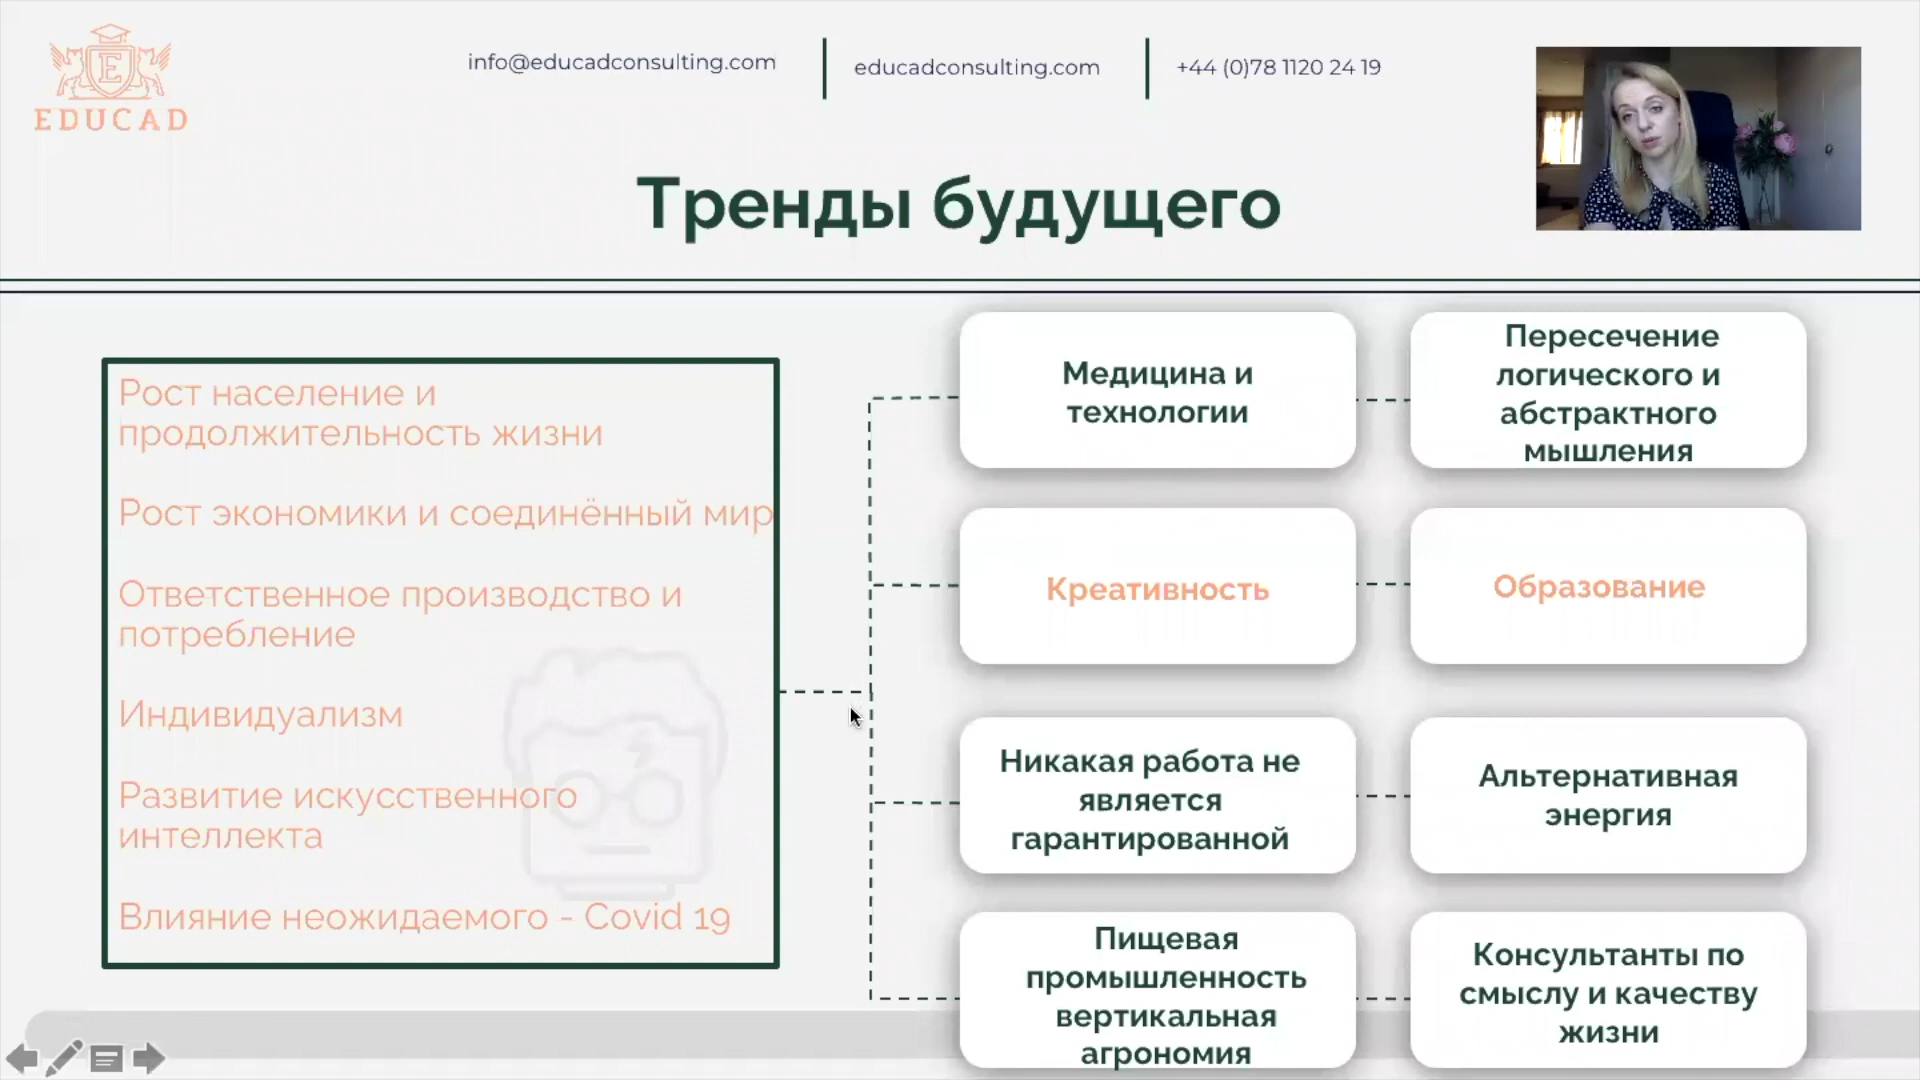 E
EDUCAD
info@educadconsulting.com
educadconsulting.com
+44 (0)78 1120 24 19
Тренды будущего
Рост население и
продолжительность жизни
Рост экономики и соединённый мир
Ответственное производство и
потребление
Индивидуализм
Развитие искусственного
интеллекта
Влияние неожидаемого - Covid 19
Медицина и
технологии
Пересечение
логического и
абстрактного
мышления
Креативность
Образование
Никакая работа не
является
гарантированной
Альтернативная
энергия
Пищевая
промышленность
вертикальная
агрономия
Консультанты по
смыслу и качеству
жизни